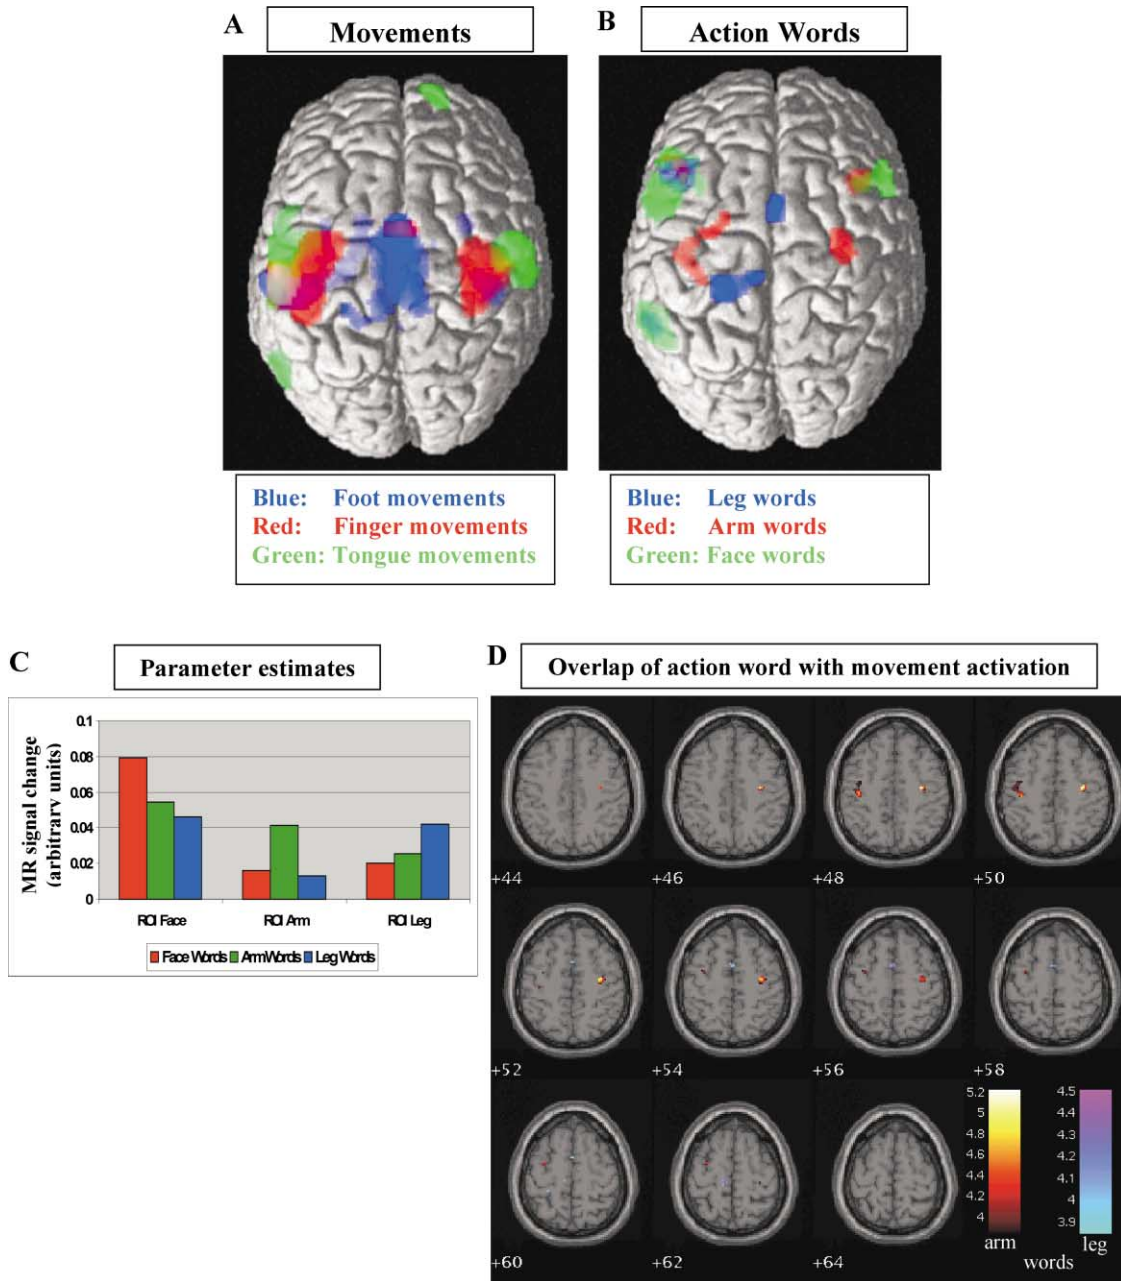 A
Movements
B
Action Words
Blue: Foot movements
Red: Finger movements
Green: Tongue movements
Blue: Leg words
Red: Arm words
Green: Face words
C
Parameter estimates
MR signal change
(arbitrary units)
0.1
0.08
0.06
0.04
0.02
0
ROI Face
ROI Arm
ROI Leg
Face Words
Arm Words
Leg Words
D
Overlap of action word with movement activation
+44
+46
+48
+50
+52
+54
+56
+58
+60
+62
+64
5.2
5
4.8
4.6
4.4
4.2
4
arm
4.5
4.4
4.3
4.2
4.1
4
3.9
leg
words